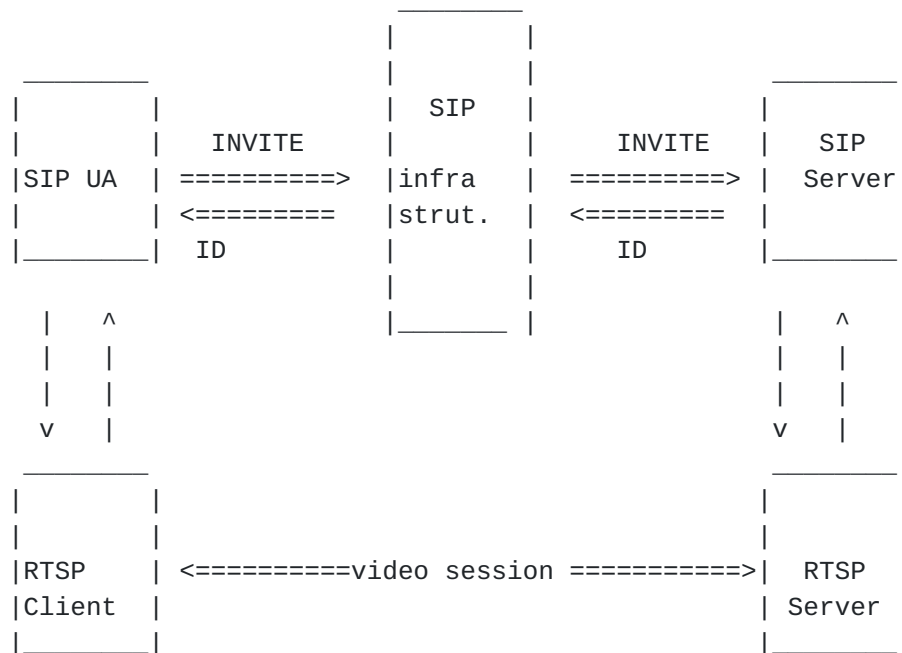 SIP
INVITE INVITE SIP
SIP UA ==========> infra ==========> Server
<========= strut. <=========
ID ID
v v
RTSP <==========video session ===========> RTSP
Client Server